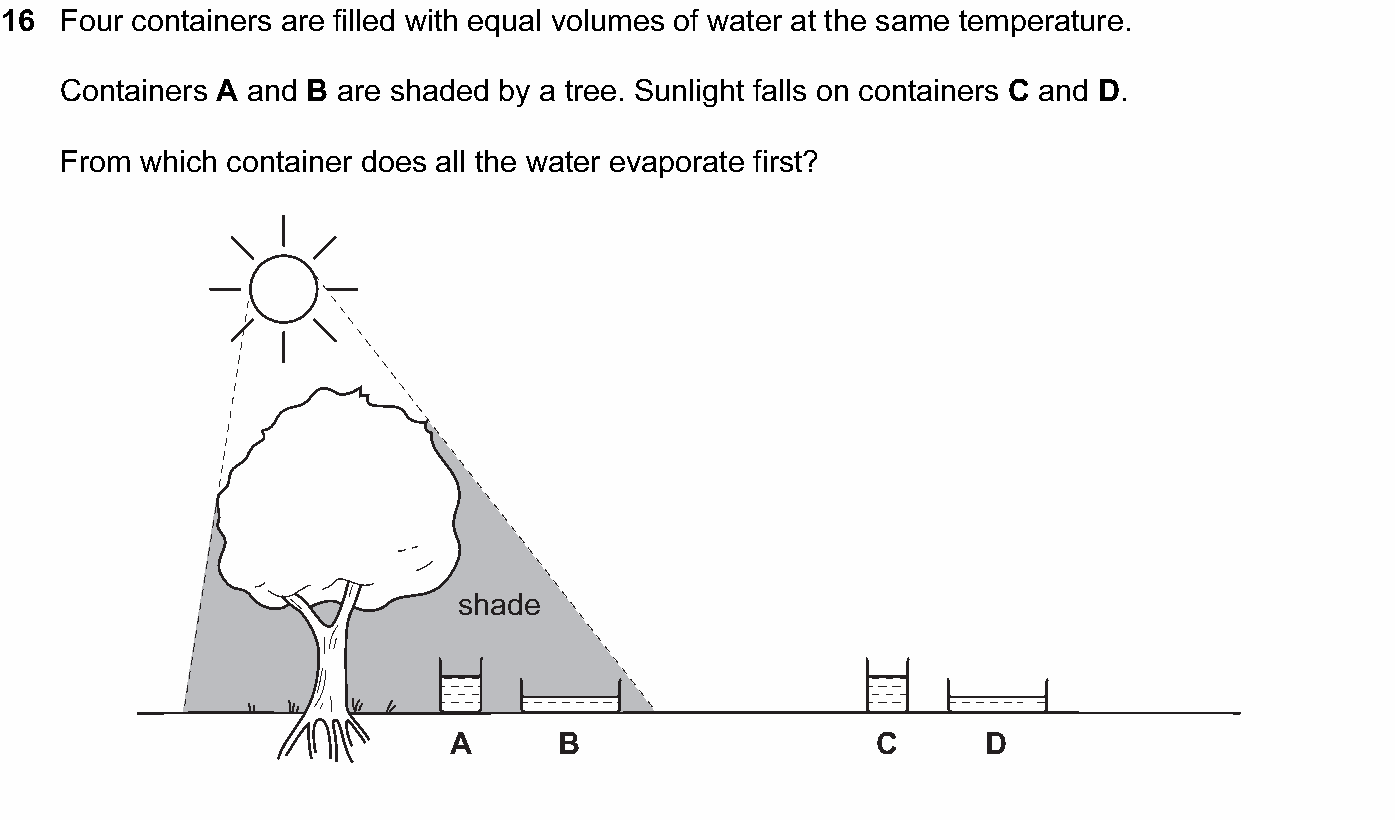 16 Four containers are filled with equal volumes of water at the same temperature.
Containers A and B are shaded by a tree. Sunlight falls on containers C and D.
From which container does all the water evaporate first?
shade
A B C D